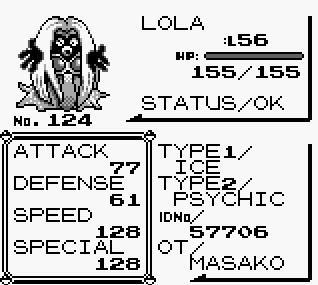 LOLA
:L56
HP:
155/155
STATUS/OK
No. 124
ATTACK
77
DEFENSE
61
SPEED
128
SPECIAL
128
TYPE1/
ICE
TYPE2/
PSYCHIC
IDNo/
57706
OT/
MASAKO